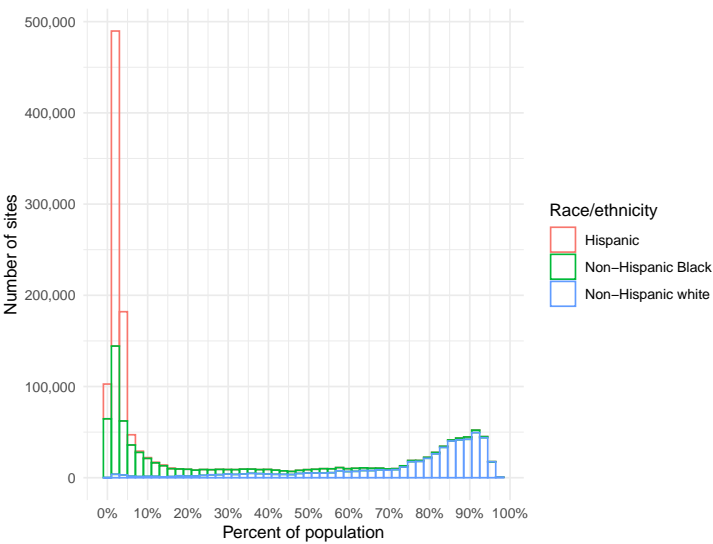 500,000
400,000
300,000
200,000
100,000
0
Number of sites
0% 10% 20% 30% 40% 50% 60% 70% 80% 90% 100%
Percent of population
Race/ethnicity
Hispanic
Non−Hispanic Black
Non−Hispanic white